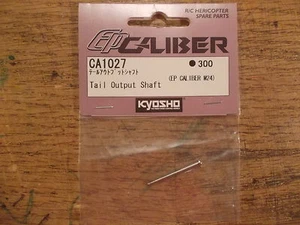 R/C HERICOPTER
SPARE PARTS
EP CALIBER
CA1027
●300
テールアウトプットシャフト
(EP CALIBER M24)
Tail Output Shaft
KYOSHO